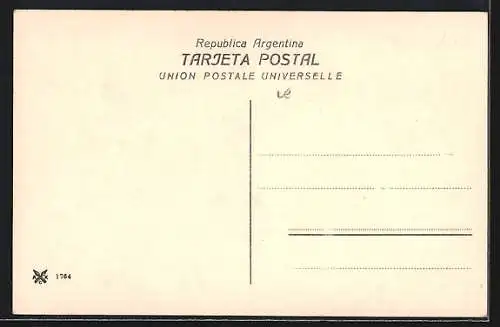 Republica Argentina
TARJETA POSTAL
UNION POSTALE UNIVERSELLE
1764